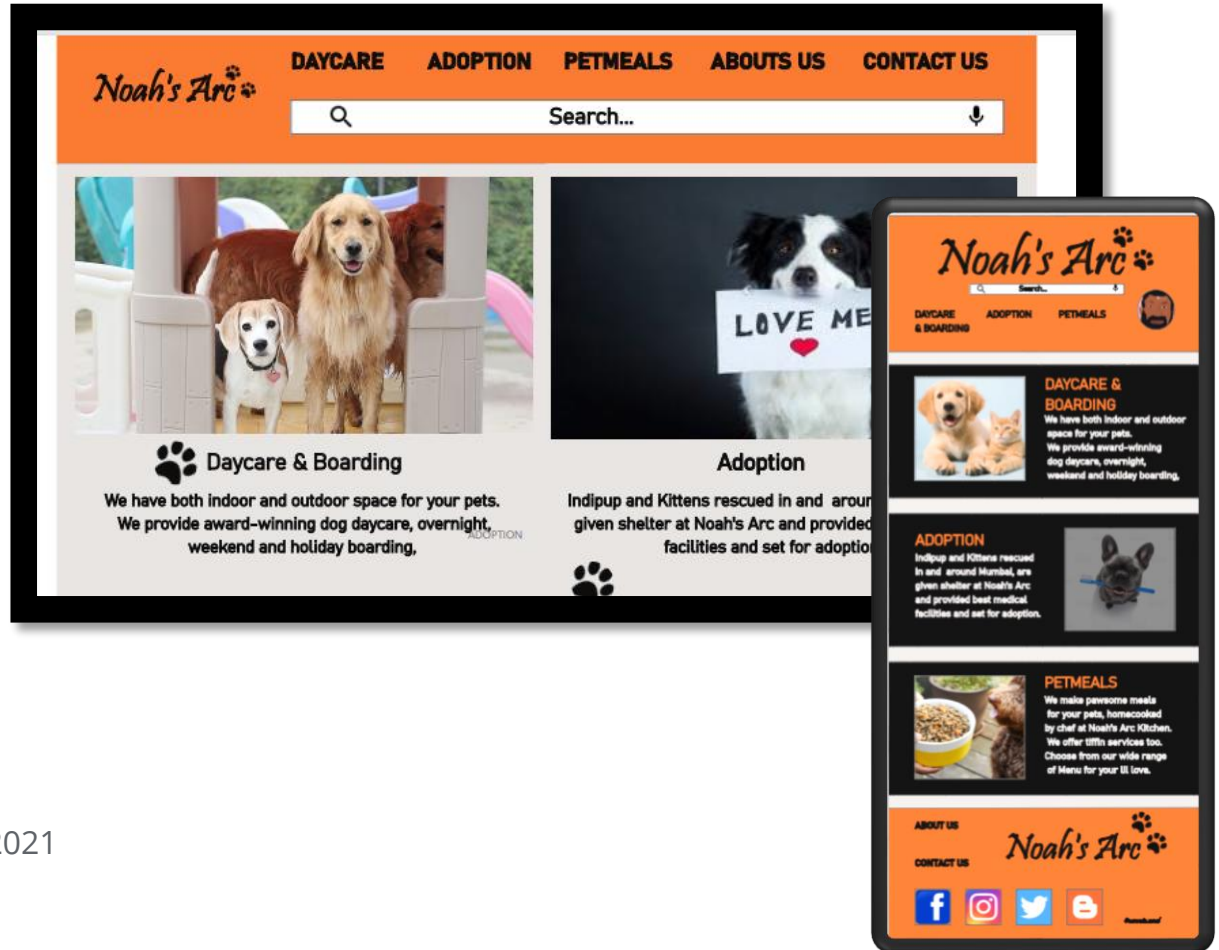 DAYCARE ADOPTION PETMEALS ABOUTS US CONTACT US
Noah's Arc
Search...
LOVE ME
Daycare & Boarding
We have both indoor and outdoor space for your pets.
We provide award-winning dog daycare, overnight,
weekend and holiday boarding,
ADOPTION
Adoption
Indipup and Kittens rescued in and aroun
given shelter at Noah's Arc and provided
facilities and set for adoptio
Noah's Arc
Search...
DAYCARE
& BOARDING
ADOPTION
PETMEALS
DAYCARE &
BOARDING
We have both indoor and outdoor
space for your pets.
We provide award-winning
dog daycare, overnight,
weekend and holiday boarding,
ADOPTION
Indipup and Kittens rescued
in and around Mumbai, are
given shelter at Noah's Arc
and provided best medical
facilities and set for adoption.
PETMEALS
We make pawsome meals
for your pets, homecooked
by chef at Noah's Arc Kitchen.
We offer tiffin services too.
Choose from our wide range
of Menu for your lil love.
ABOUT US
CONTACT US
Noah's Arc
2021